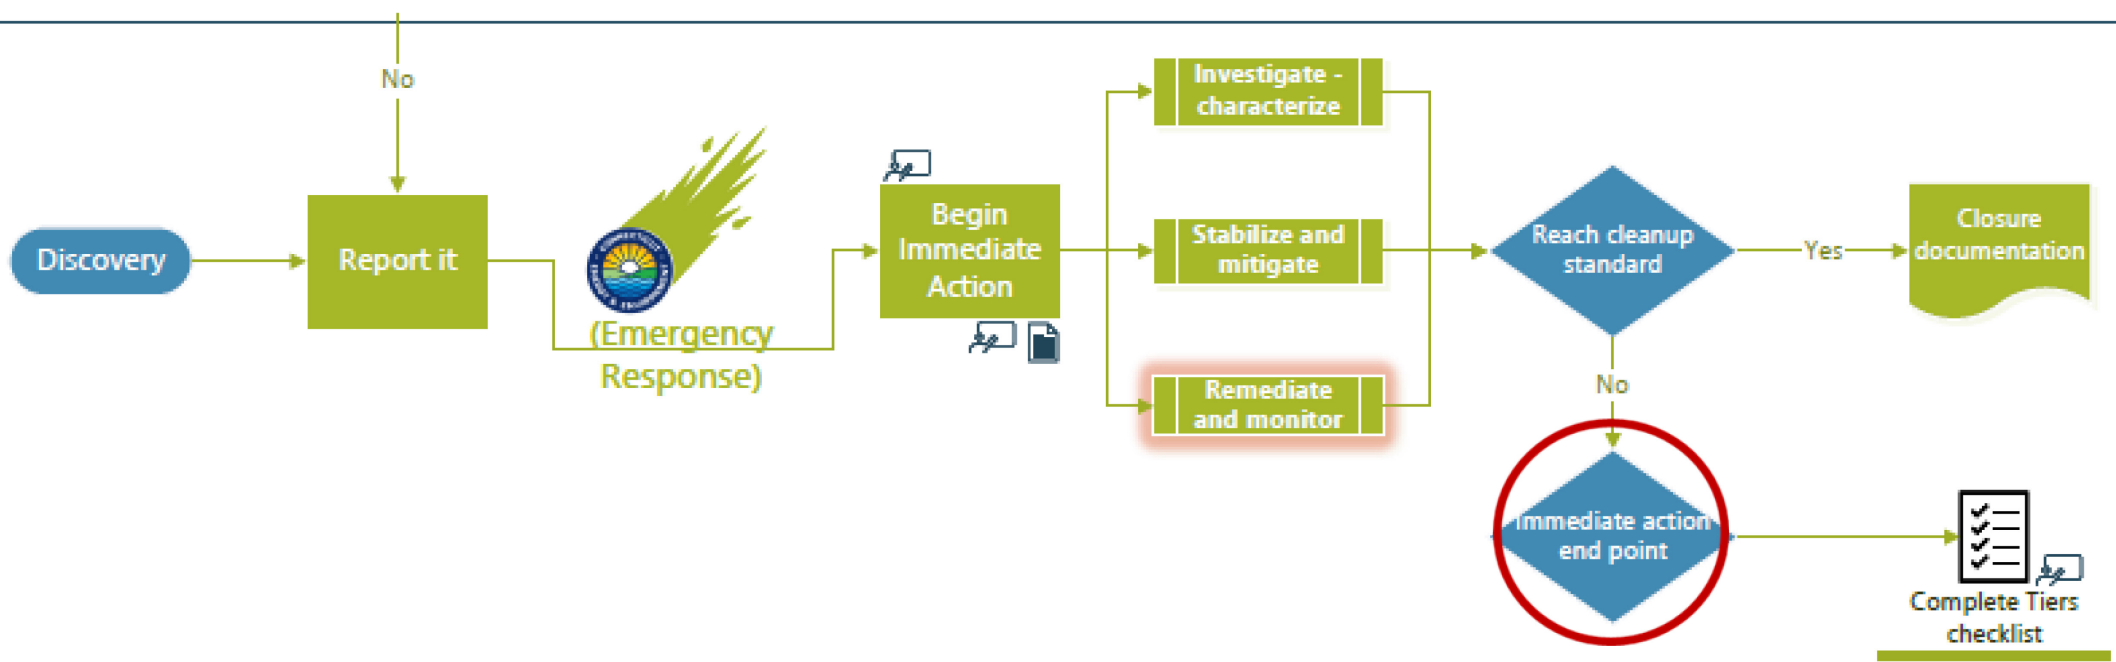 No
Discovery
Report it
CONNECTICUT
(Emergency
Response)
Begin
Immediate
Action
Investigate -
characterize
Stabilize and
mitigate
Remediate
and monitor
Reach cleanup
standard
Yes
Closure
documentation
No
Immediate action
end point
Complete Tiers
checklist